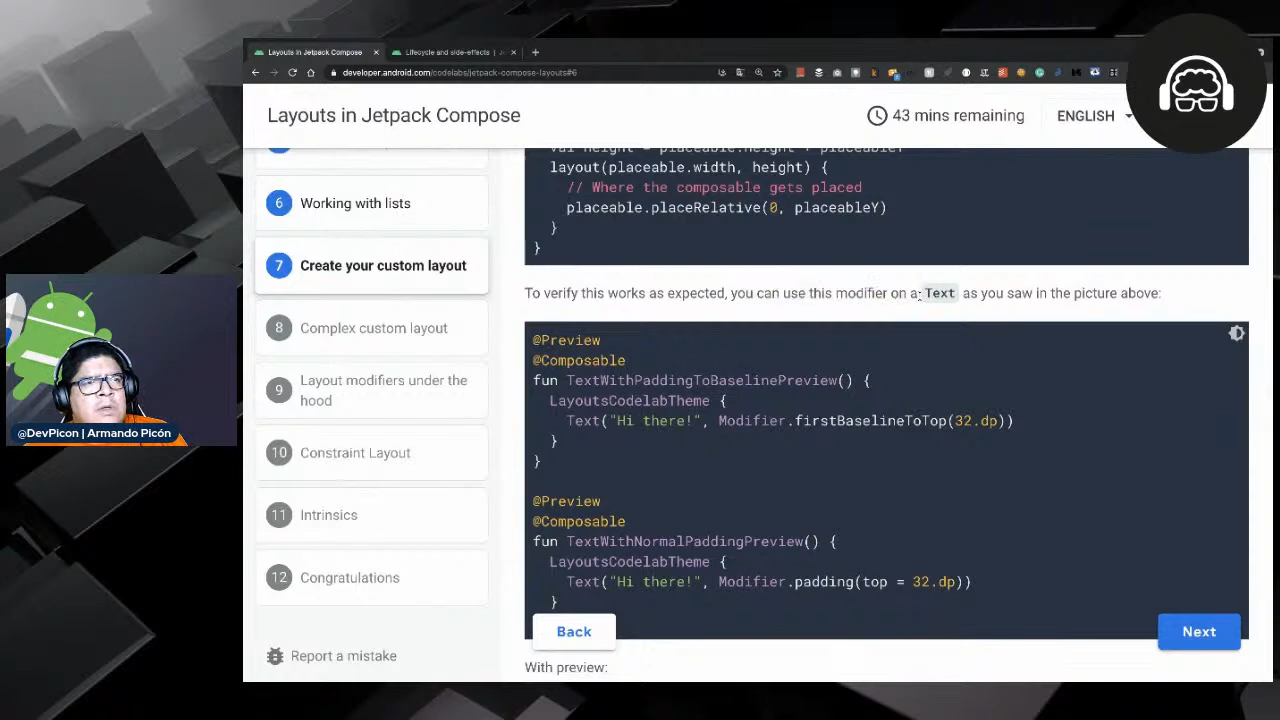 Layouts in Jetpack Compose
Lifecycle and side-effects
developer.android.com/codelabs/jetpack-compose-layouts#6
Layouts in Jetpack Compose
43 mins remaining
ENGLISH
6 Working with lists
7 Create your custom layout
8 Complex custom layout
9 Layout modifiers under the
hood
10 Constraint Layout
11 Intrinsics
12 Congratulations
Report a mistake
val height = placeable.height + placeableY
layout(placeable.width, height) {
// Where the composable gets placed
placeable.placeRelative(0, placeableY)
}
}
To verify this works as expected, you can use this modifier on a Text as you saw in the picture above:
@Preview
@Composable
fun TextWithPaddingToBaselinePreview() {
LayoutsCodelabTheme {
Text("Hi there!", Modifier.firstBaselineToTop(32.dp))
}
}
@Preview
@Composable
fun TextWithNormalPaddingPreview() {
LayoutsCodelabTheme {
Text("Hi there!", Modifier.padding(top = 32.dp))
}
Back
Next
With preview:
@DevPicon | Armando Picón